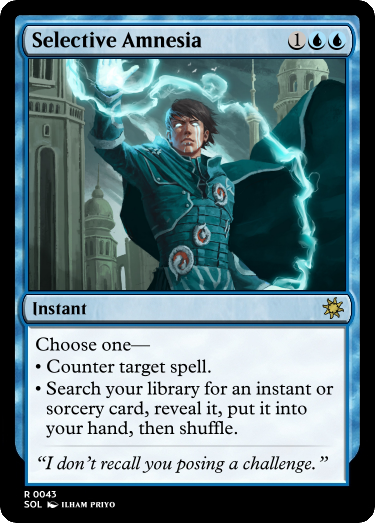 Selective Amnesia 1
Instant
Choose one—
• Counter target spell.
• Search your library for an instant or
sorcery card, reveal it, put it into
your hand, then shuffle.
“I don't recall you posing a challenge.”
R 0043
SOL ILHAM PRIYO